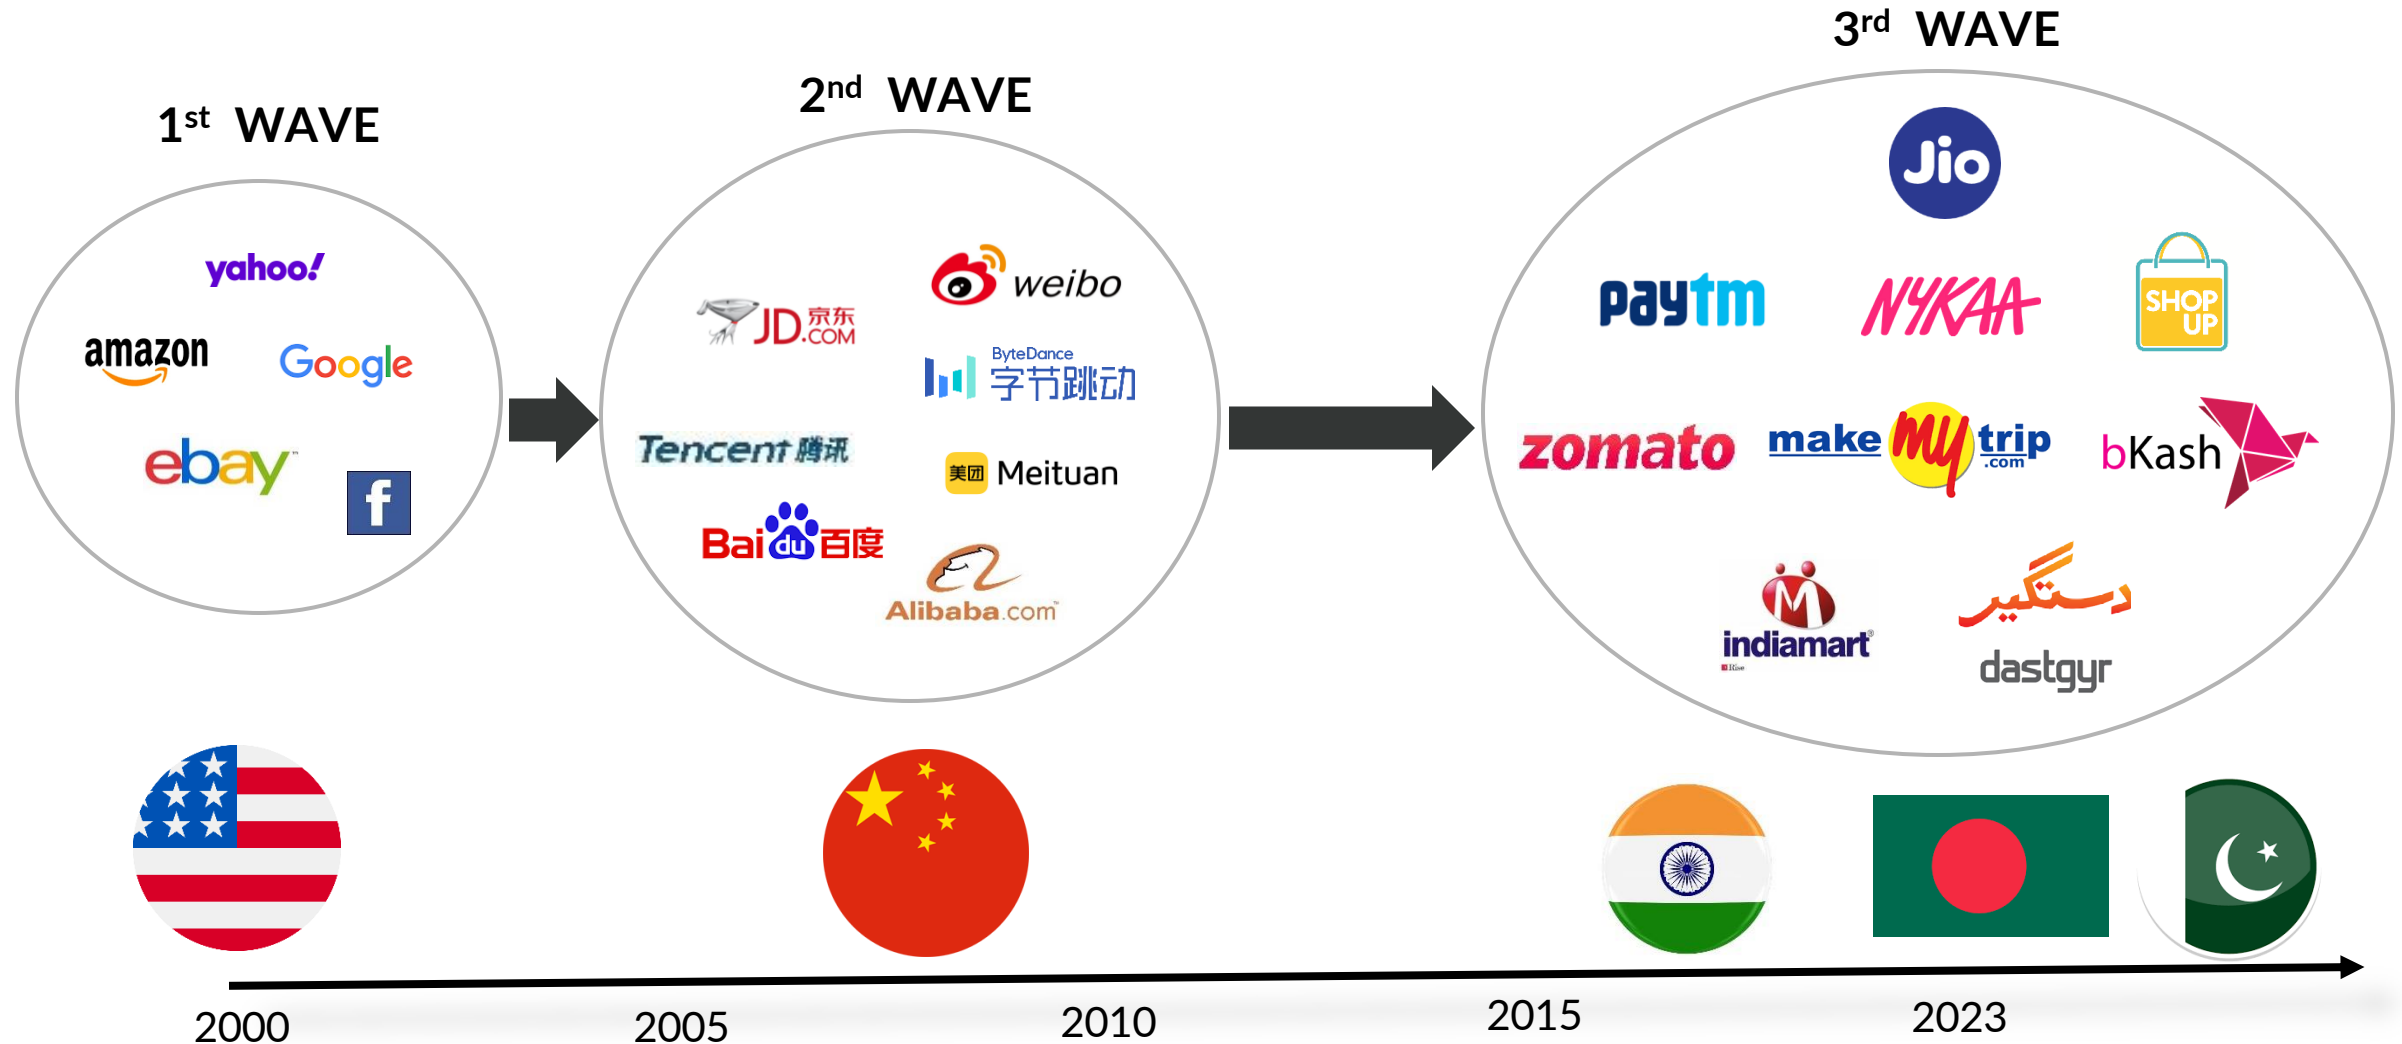 1st WAVE
yahoo!
amazon
Google
ebay™
f
2nd WAVE
weibo
JD.COM 京东
ByteDance
字节跳动
Tencent 腾讯
美团 Meituan
Bai du 百度
Alibaba.com™
3rd WAVE
Jio
paytm
NYKAA
SHOP
UP
zomato
make my trip
.com
bKash
M
indiamart®
دستگیر
dastgyr
2000
2005
2010
2015
2023